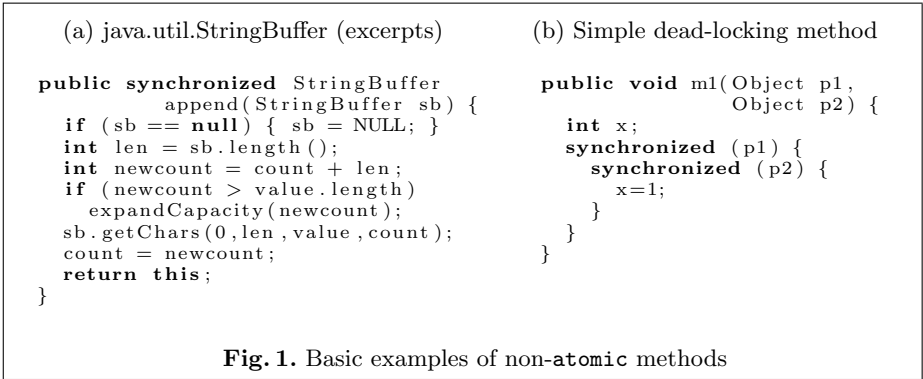 (a) java.util.StringBuffer (excerpts)
public synchronized StringBuffer
append(StringBuffer sb) {
if (sb == null) { sb = NULL; }
int len = sb.length();
int newcount = count + len;
if (newcount > value.length)
expandCapacity(newcount);
sb.getChars(0,len,value,count);
count = newcount;
return this;
}
(b) Simple dead-locking method
public void m1(Object p1,
Object p2) {
int x;
synchronized (p1) {
synchronized (p2) {
x=1;
}
}
}
Fig. 1. Basic examples of non-atomic methods